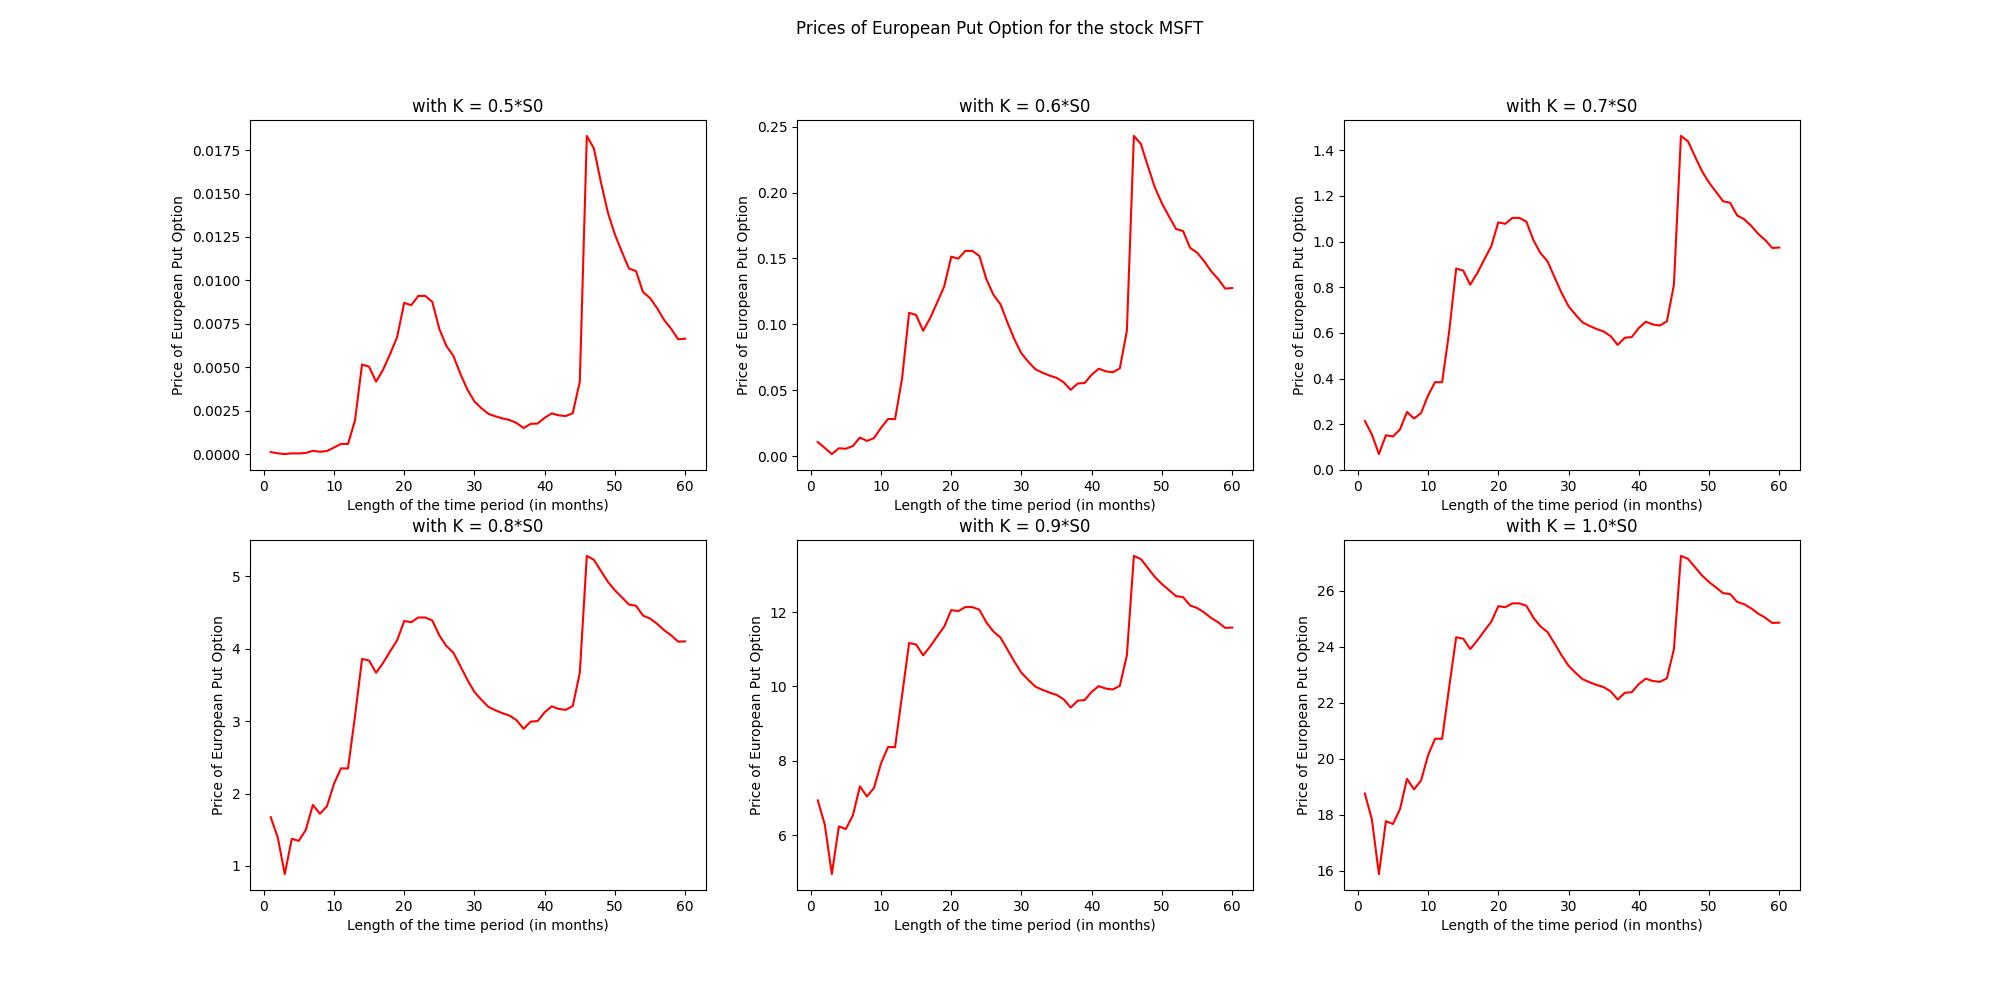 Prices of European Put Option for the stock MSFT
with K = 0.5*S0
Price of European Put Option
0.0175
0.0150
0.0125
0.0100
0.0075
0.0050
0.0025
0.0000
0 10 20 30 40 50 60
Length of the time period (in months)
with K = 0.6*S0
Price of European Put Option
0.25
0.20
0.15
0.10
0.05
0.00
0 10 20 30 40 50 60
Length of the time period (in months)
with K = 0.7*S0
Price of European Put Option
1.4
1.2
1.0
0.8
0.6
0.4
0.2
0.0
0 10 20 30 40 50 60
Length of the time period (in months)
with K = 0.8*S0
Price of European Put Option
5
4
3
2
1
0 10 20 30 40 50 60
Length of the time period (in months)
with K = 0.9*S0
Price of European Put Option
12
10
8
6
0 10 20 30 40 50 60
Length of the time period (in months)
with K = 1.0*S0
Price of European Put Option
26
24
22
20
18
16
0 10 20 30 40 50 60
Length of the time period (in months)